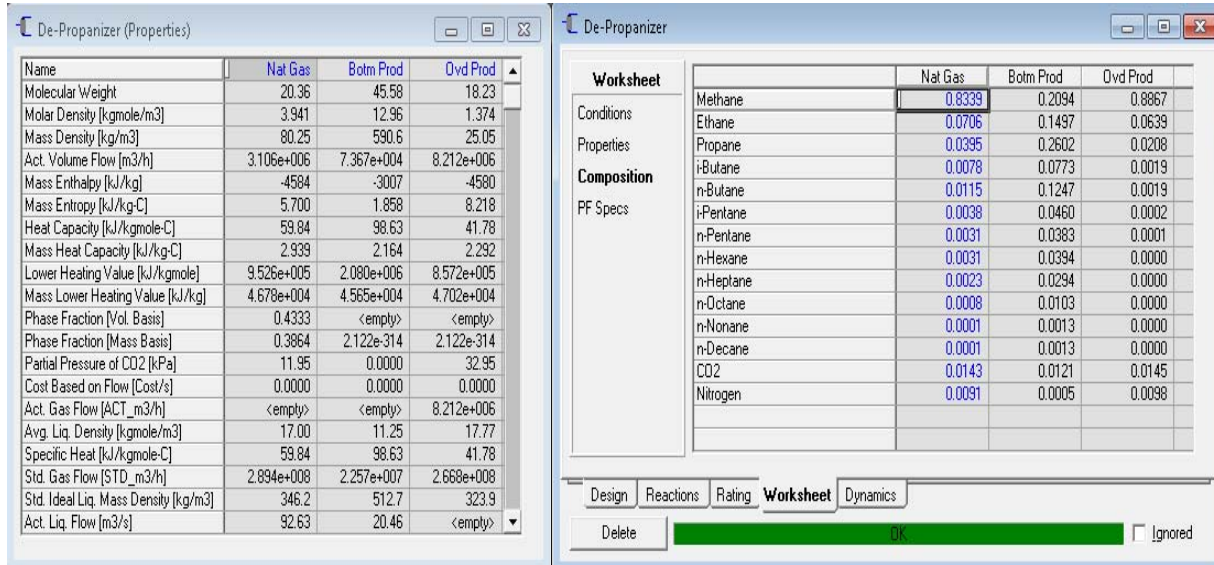 De-Propanizer (Properties)
Name Nat Gas Botm Prod Ovd Prod
Molecular Weight 20.36 45.58 18.23
Molar Density [kgmole/m3] 3.941 12.96 1.374
Mass Density [kg/m3] 80.25 590.6 25.05
Act. Volume Flow [m3/h] 3.106e+006 7.367e+004 8.212e+006
Mass Enthalpy [kJ/kg] -4584 -3007 -4580
Mass Entropy [kJ/kg-C] 5.700 1.858 8.218
Heat Capacity [kJ/kgmole-C] 59.84 98.63 41.78
Mass Heat Capacity [kJ/kg-C] 2.939 2.164 2.292
Lower Heating Value [kJ/kgmole] 9.526e+005 2.080e+006 8.572e+005
Mass Lower Heating Value [kJ/kg] 4.678e+004 4.565e+004 4.702e+004
Phase Fraction [Vol. Basis] 0.4333 <empty> <empty>
Phase Fraction [Mass Basis] 0.3864 2.122e-314 2.122e-314
Partial Pressure of CO2 [kPa] 11.95 0.0000 32.95
Cost Based on Flow [Cost/s] 0.0000 0.0000 0.0000
Act. Gas Flow [ACT_m3/h] <empty> <empty> 8.212e+006
Avg. Liq. Density [kgmole/m3] 17.00 11.25 17.77
Specific Heat [kJ/kgmole-C] 59.84 98.63 41.78
Std. Gas Flow [STD_m3/h] 2.894e+008 2.257e+007 2.668e+008
Std. Ideal Liq. Mass Density [kg/m3] 346.2 512.7 323.9
Act. Liq. Flow [m3/s] 92.63 20.46 <empty>
De-Propanizer
Worksheet
Conditions
Properties
Composition
PF Specs
Nat Gas Botm Prod Ovd Prod
Methane 0.8339 0.2094 0.8867
Ethane 0.0706 0.1497 0.0639
Propane 0.0395 0.2602 0.0208
i-Butane 0.0078 0.0773 0.0019
n-Butane 0.0115 0.1247 0.0019
i-Pentane 0.0038 0.0460 0.0002
n-Pentane 0.0031 0.0383 0.0001
n-Hexane 0.0031 0.0394 0.0000
n-Heptane 0.0023 0.0294 0.0000
n-Octane 0.0008 0.0103 0.0000
n-Nonane 0.0001 0.0013 0.0000
n-Decane 0.0001 0.0013 0.0000
CO2 0.0143 0.0121 0.0145
Nitrogen 0.0091 0.0005 0.0098
Design Reactions Rating Worksheet Dynamics
Delete OK Ignored